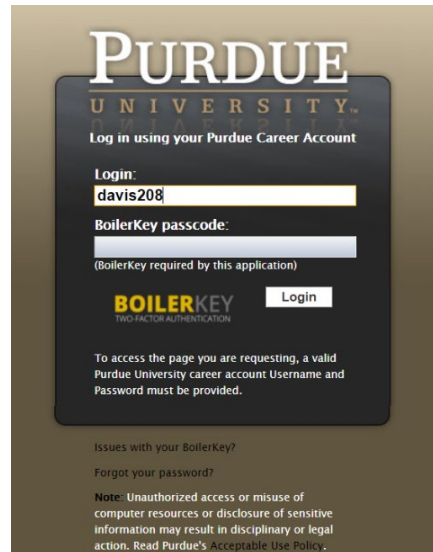 PURDUE
UNIVERSITY™
Log in using your Purdue Career Account
Login:
davis208
BoilerKey passcode:
(BoilerKey required by this application)
BOILERKEY
TWO-FACTOR AUTHENTICATION
Login
To access the page you are requesting, a valid
Purdue University career account Username and
Password must be provided.
Issues with your BoilerKey?
Forgot your password?
Note: Unauthorized access or misuse of
computer resources or disclosure of sensitive
information may result in disciplinary or legal
action. Read Purdue's Acceptable Use Policy.